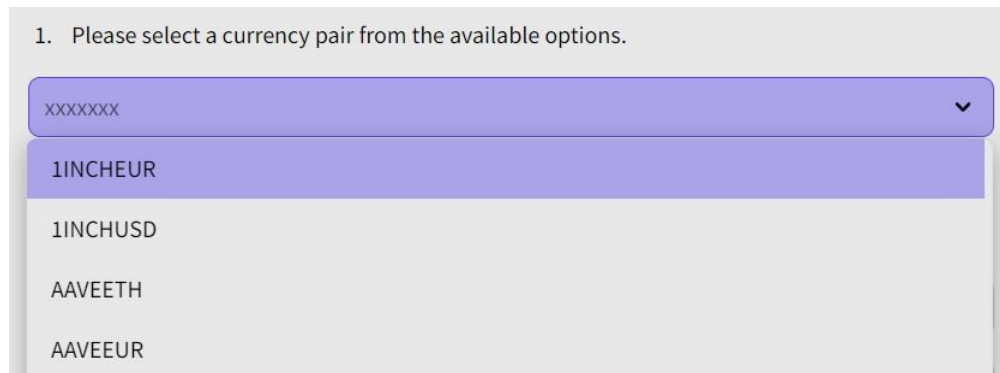 1. Please select a currency pair from the available options.
xxxxxxx
1INCHEUR
1INCHUSD
AAVEETH
AAVEEUR